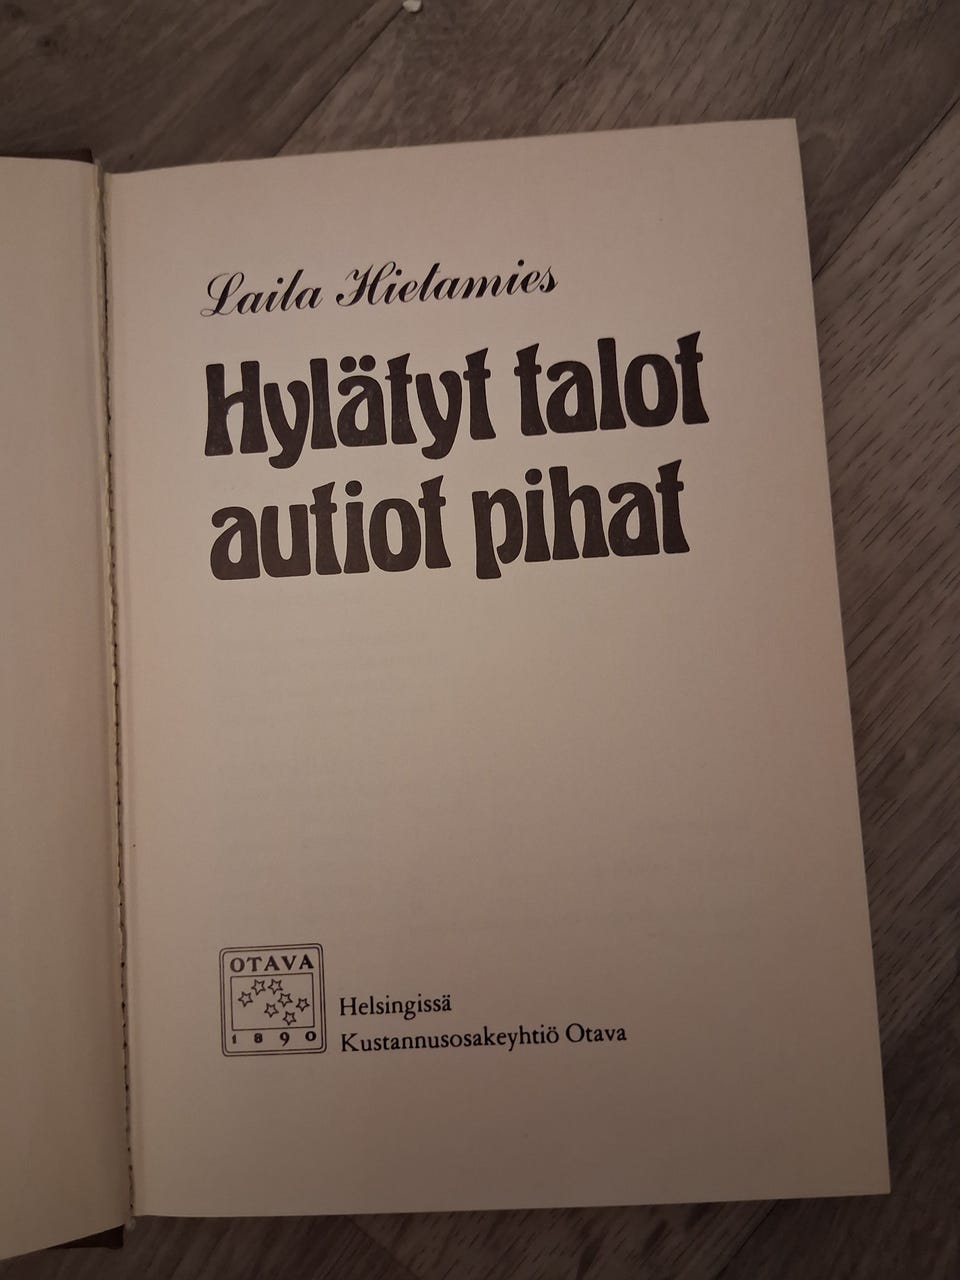 Laila Hietamies
Hylätyt talot
autiot pihat
OTAVA
1890
Helsingissä
Kustannusosakeyhtiö Otava